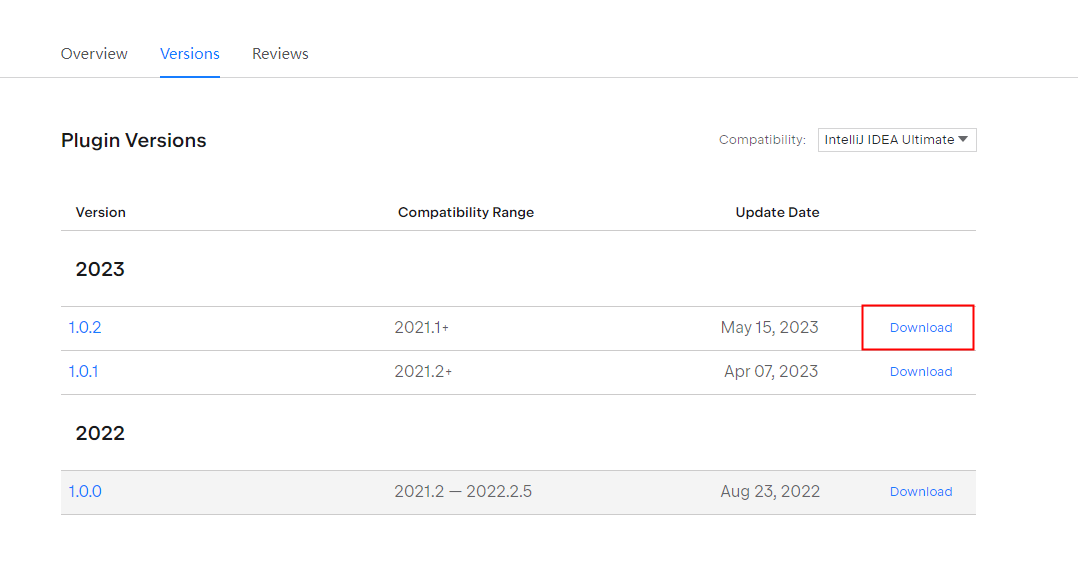 Overview Versions Reviews
Plugin Versions Compatibility: IntelliJ IDEA Ultimate
Version Compatibility Range Update Date
2023
1.0.2 2021.1+ May 15, 2023 Download
1.0.1 2021.2+ Apr 07, 2023 Download
2022
1.0.0 2021.2 — 2022.2.5 Aug 23, 2022 Download